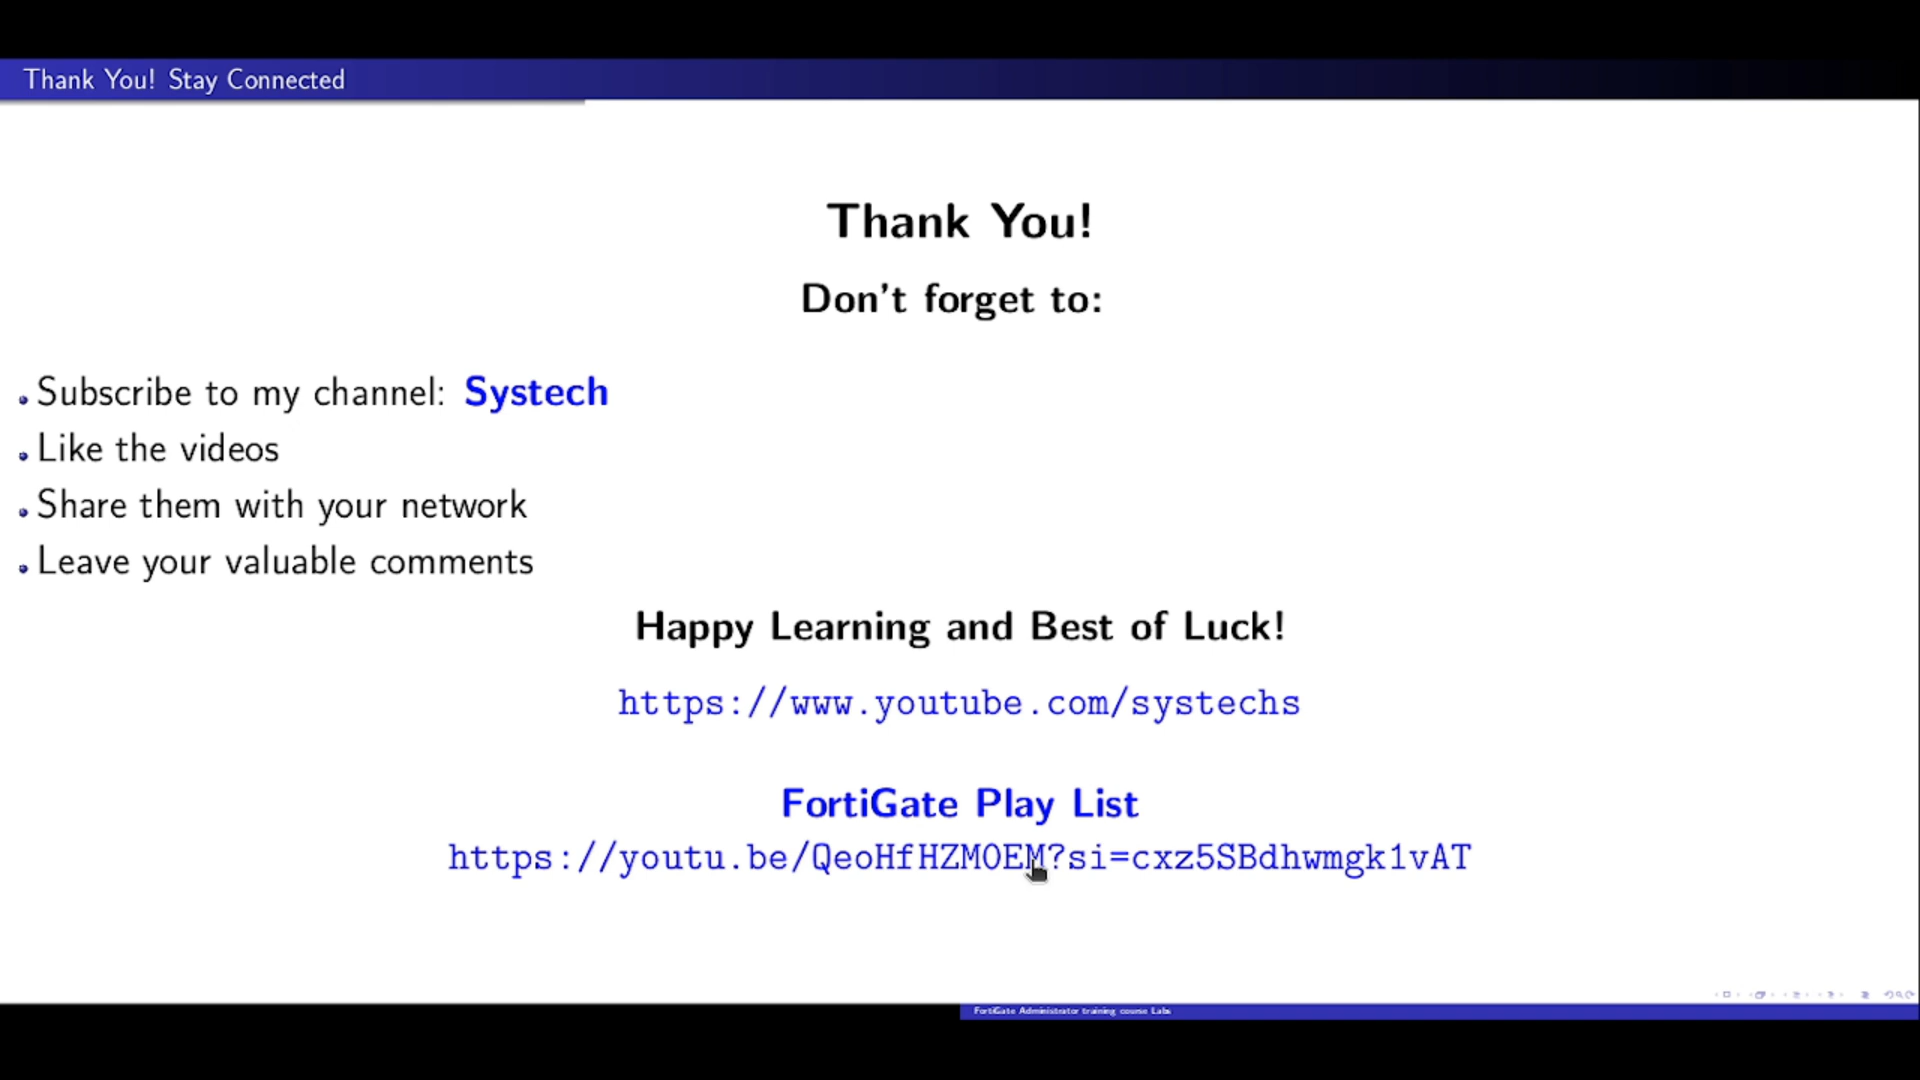 Thank You! Stay Connected
Thank You!
Don't forget to:
Subscribe to my channel: Systech
Like the videos
Share them with your network
Leave your valuable comments
Happy Learning and Best of Luck!
https://www.youtube.com/systechs
FortiGate Play List
https://youtu.be/QeoHfHZM0EM?si=cxz5SBdhwmgk1vAT
FortiGate Administrator training course Labs